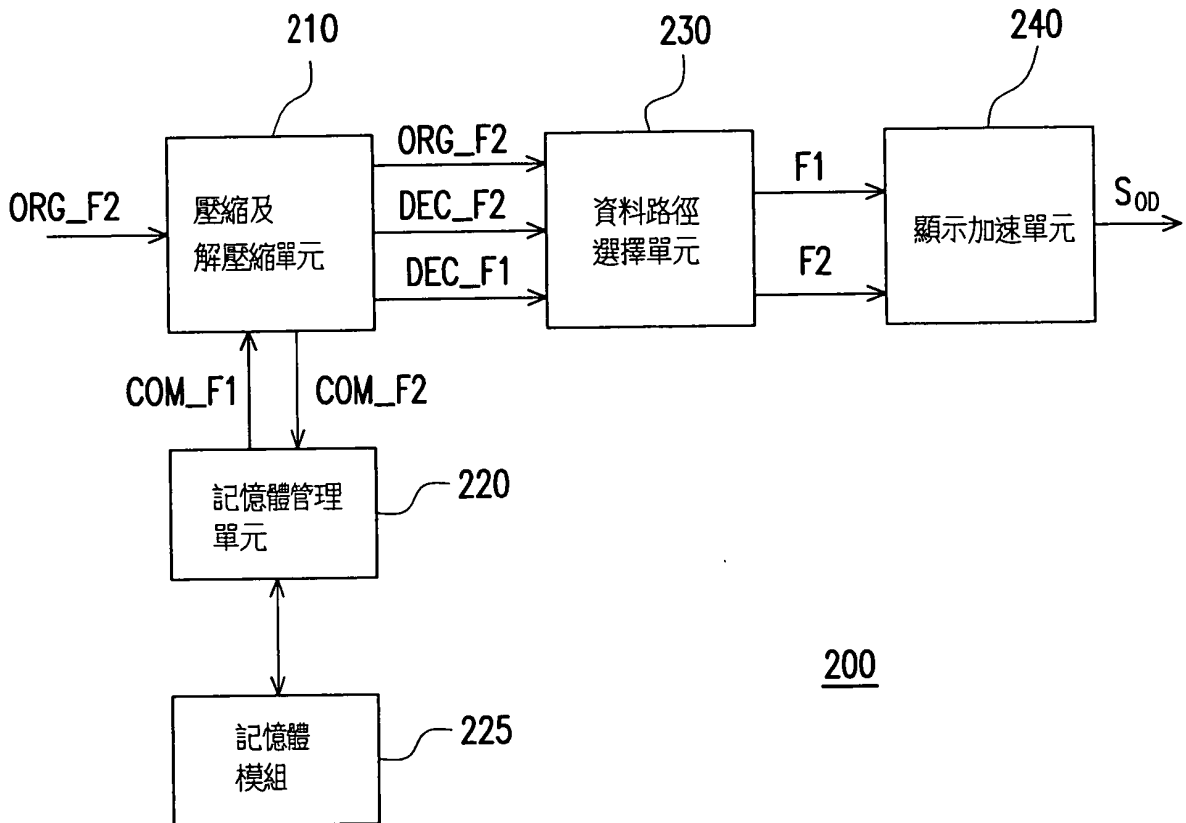 210
230
240
ORG_F2
壓縮及
解壓縮單元
ORG_F2
DEC_F2
DEC_F1
資料路徑
選擇單元
F1
F2
顯示加速單元
S_OD
COM_F1
COM_F2
記憶體管理
單元
220
記憶體
模組
225
200